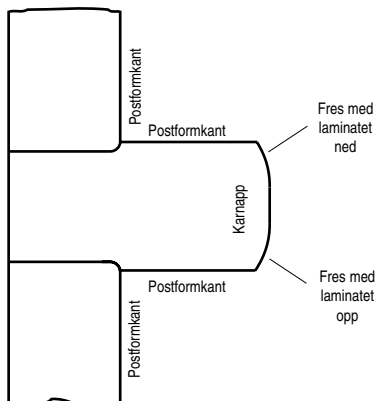 Postformkant
Postformkant
Fres med
laminatet
ned
Karnapp
Postformkant
Fres med
laminatet
opp
Postformkant